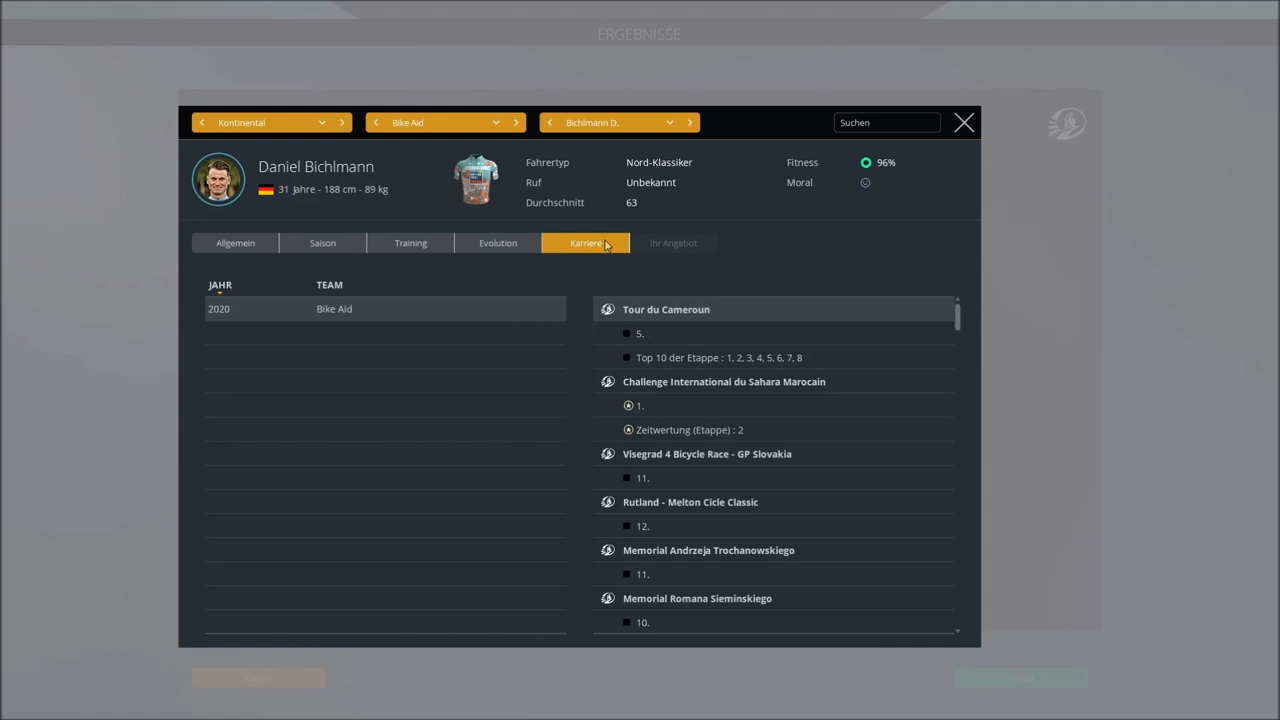 ERGEBNISSE
Kontinental
Bike Aid
Bichlmann D.
Suchen
Daniel Bichlmann
31 Jahre - 188 cm - 89 kg
Fahrertyp Nord-Klassiker
Ruf Unbekannt
Durchschnitt 63
Fitness 96%
Moral
Allgemein Saison Training Evolution Karriere Ihr Angebot
JAHR TEAM
2020 Bike Aid
Tour du Cameroun
5.
Top 10 der Etappe : 1, 2, 3, 4, 5, 6, 7, 8
Challenge International du Sahara Marocain
1.
Zeitwertung (Etappe) : 2
Visegrad 4 Bicycle Race - GP Slovakia
11.
Rutland - Melton Cicle Classic
12.
Memorial Andrzeja Trochanowskiego
11.
Memorial Romana Sieminskiego
10.